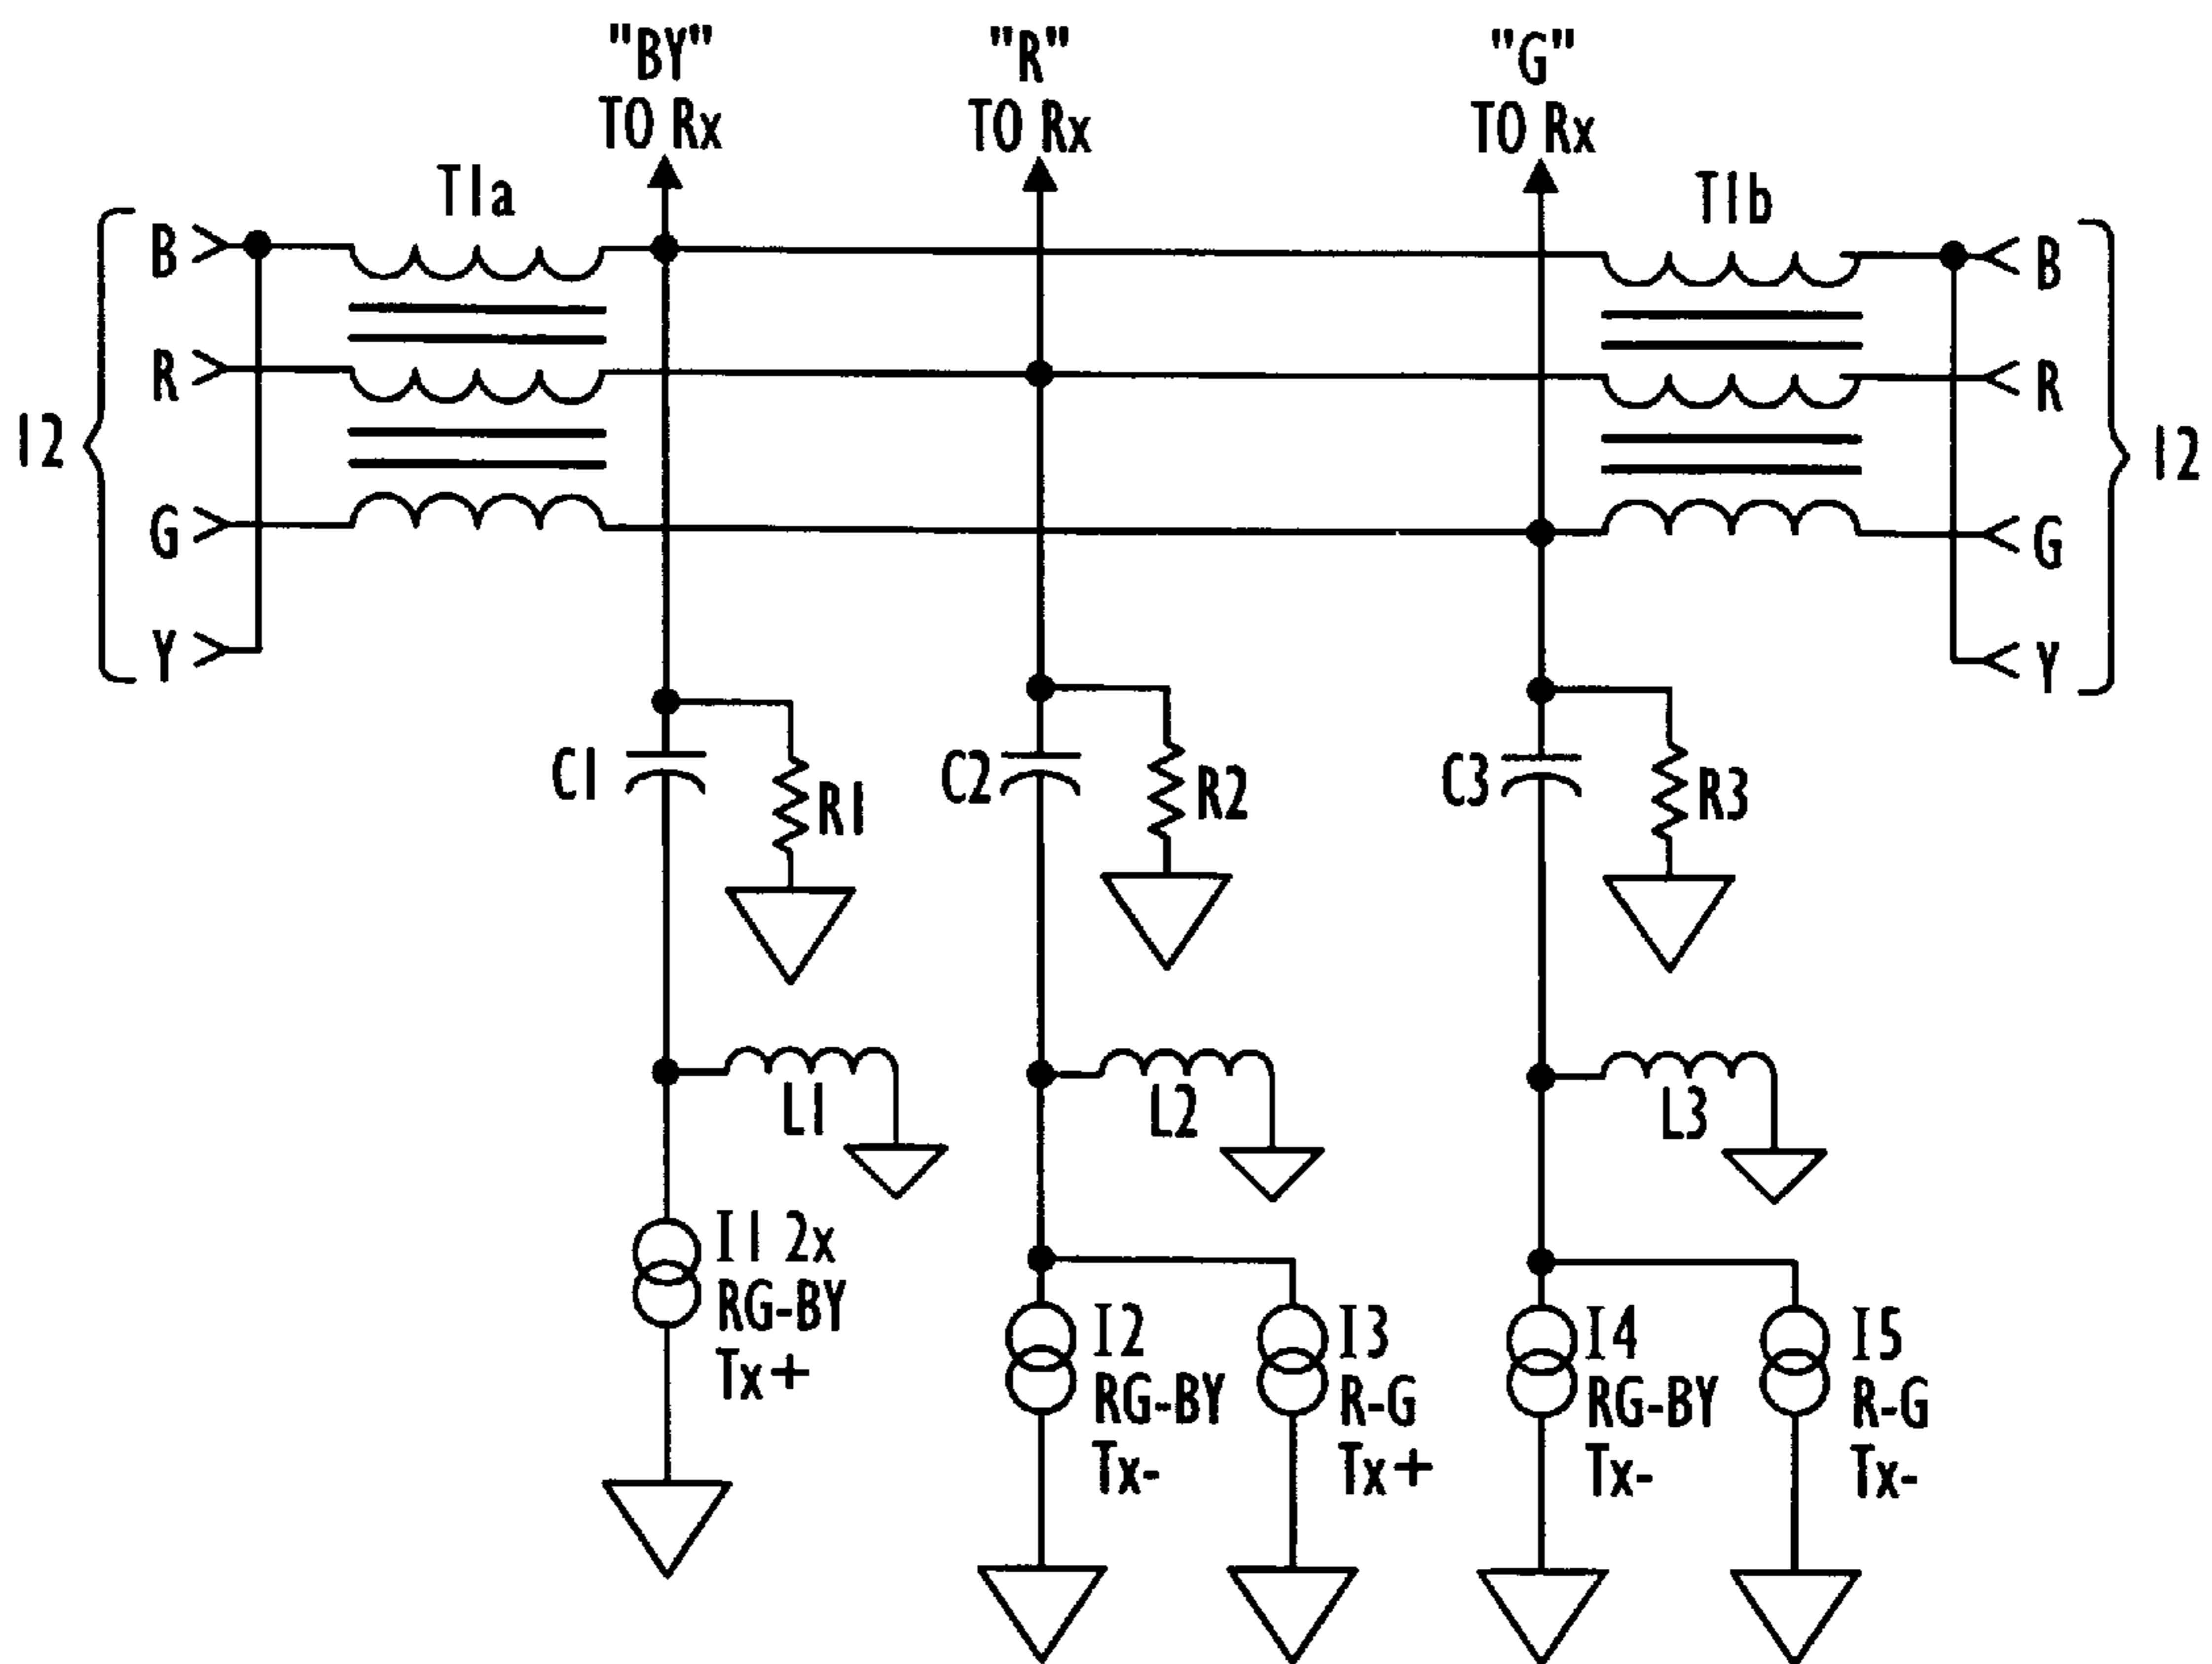 "BY"
TO Rx
"R"
TO Rx
"G"
TO Rx
T1a
T1b
B
R
G
Y
12
B
R
G
Y
12
C1
R1
C2
R2
C3
R3
L1
L2
L3
I1 2x
RG-BY
Tx+
I2
RG-BY
Tx-
I3
R-G
Tx+
I4
RG-BY
Tx-
I5
R-G
Tx-